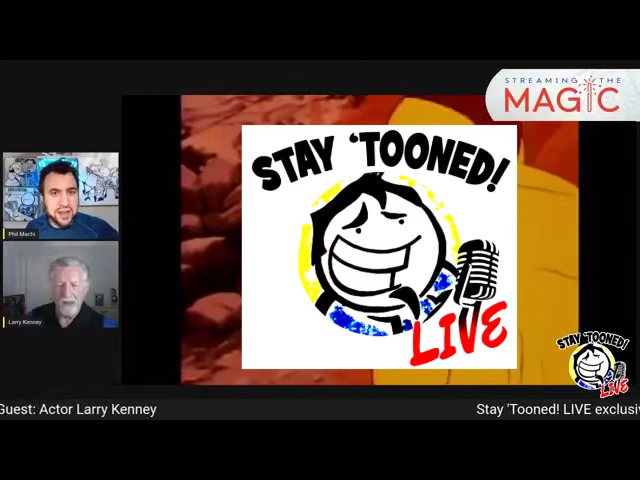 STREAMING THE
MAGIC
STAY 'TOONED!
LIVE
Phil Machi
Larry Kenney
STAY 'TOONED!
LIVE
Guest: Actor Larry Kenney
Stay 'Tooned! LIVE exclusiv